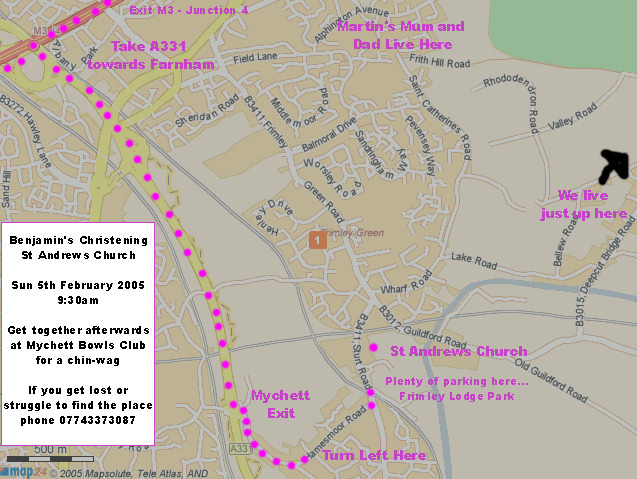 Exit M3 - Junction 4
Alphington Avenue
Martin's Mum and
Dad Live Here
Take A331
towards Farnham
Park
Field Lane
Frith Hill Road
Rhododendron Road
B3272, Hawley Lane
Sheridan Road
B3411, Frimley
Middlemoor Road
Saint Catherines Road
Valley Road
Balmoral Drive
Pevensey Way
Sandringham Way
Worsley Road
Sand Hill
Green Road
We live
just up here
Heath
ay Drive
1
Frimley Green
Bellew Road
B3015, Deepcut Bridge Road
Lake Road
Wharf Road
Benjamin's Christening
St Andrews Church
Sun 5th February 2005
9:30am
Get together afterwards
at Mychett Bowls Club
for a chin-wag
If you get lost or
struggle to find the place
phone 07743373087
B3012, Guildford Road
B3411, Sturt Road
St Andrews Church
Old Guildford Road
Plenty of parking here...
Frimley Lodge Park
Mychett
Exit
Hamesmoor Road
Turn Left Here
A331
500 m
map24
© 2005 Mapsolute, Tele Atlas, AND